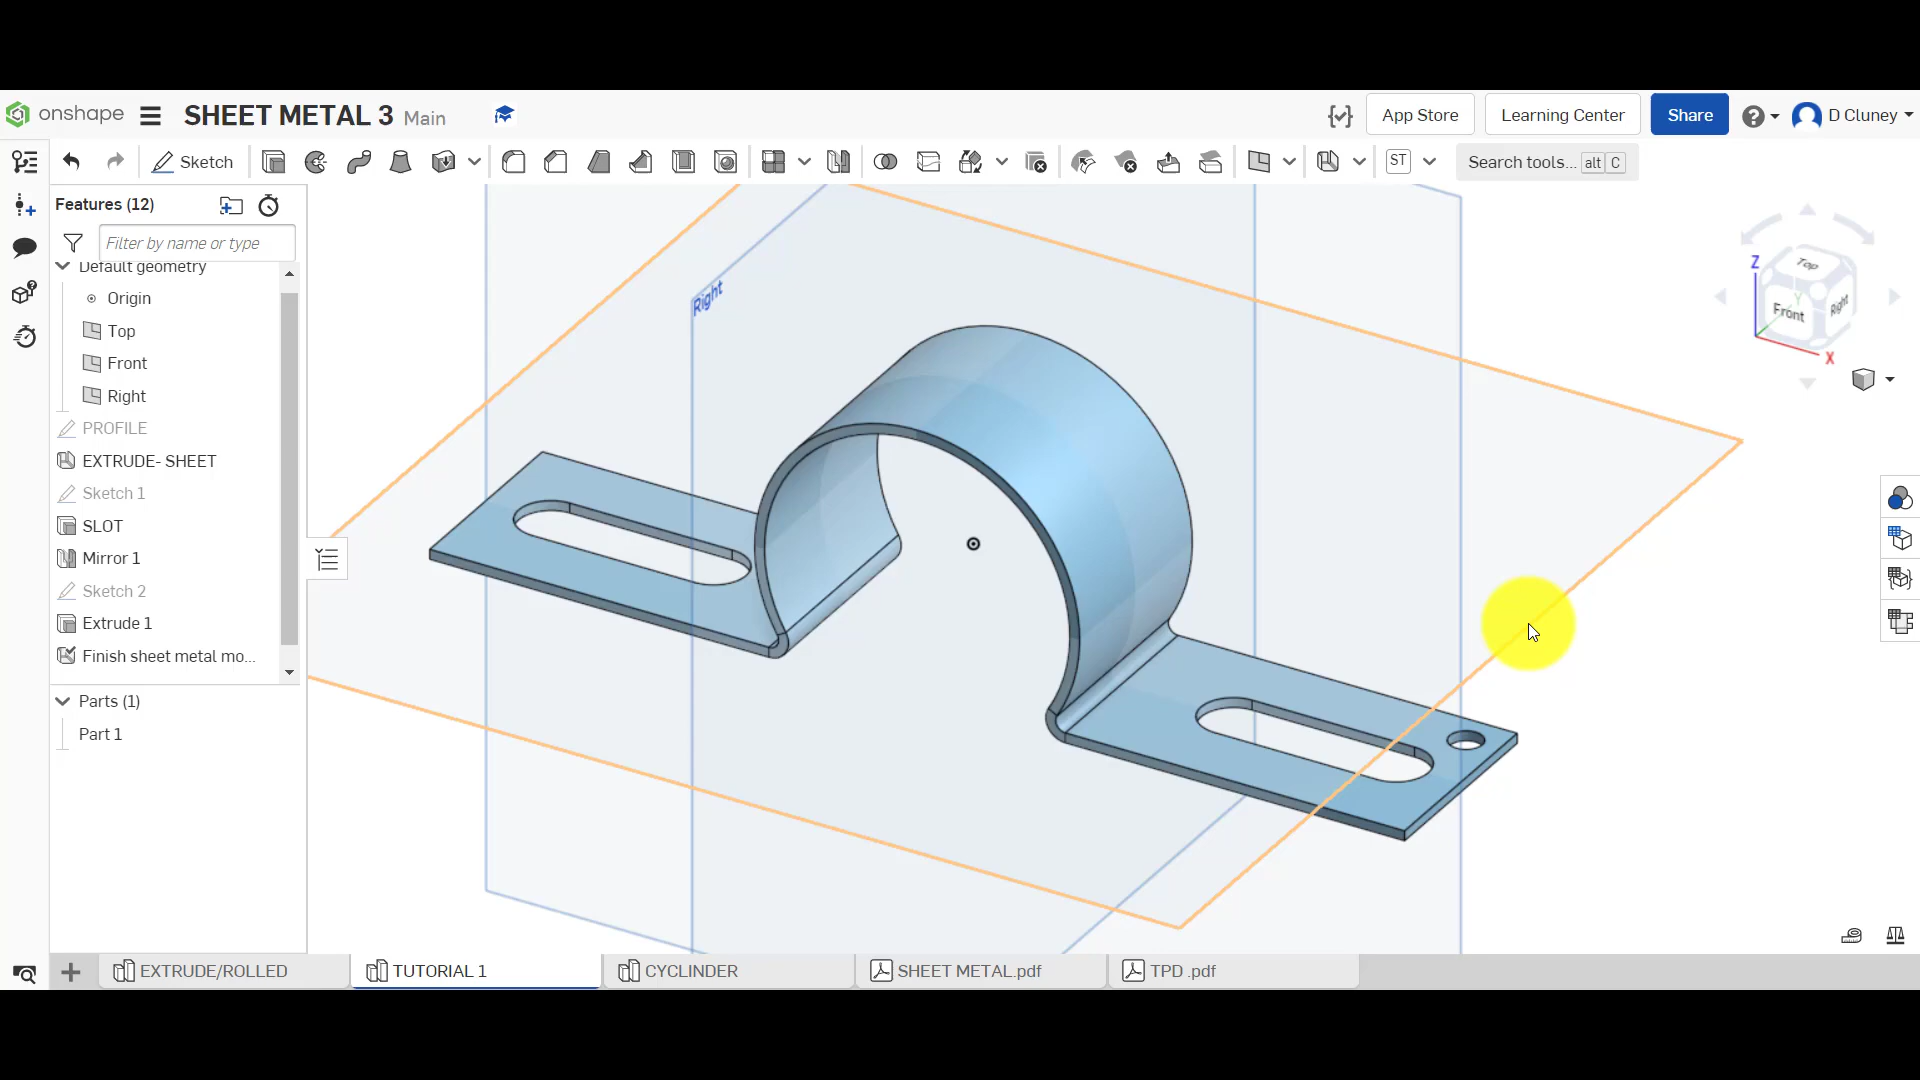 onshape SHEET METAL 3 Main App Store Learning Center Share D Cluney
Sketch ST Search tools... alt C
Features (12)
Filter by name or type
Default geometry
Origin
Top
Front
Right
PROFILE
EXTRUDE- SHEET
Sketch 1
SLOT
Mirror 1
Sketch 2
Extrude 1
Finish sheet metal mo...
Parts (1)
Part 1
Right
Z
Top
Y
Front
Right
X
EXTRUDE/ROLLED TUTORIAL 1 CYCLINDER SHEET METAL.pdf TPD .pdf